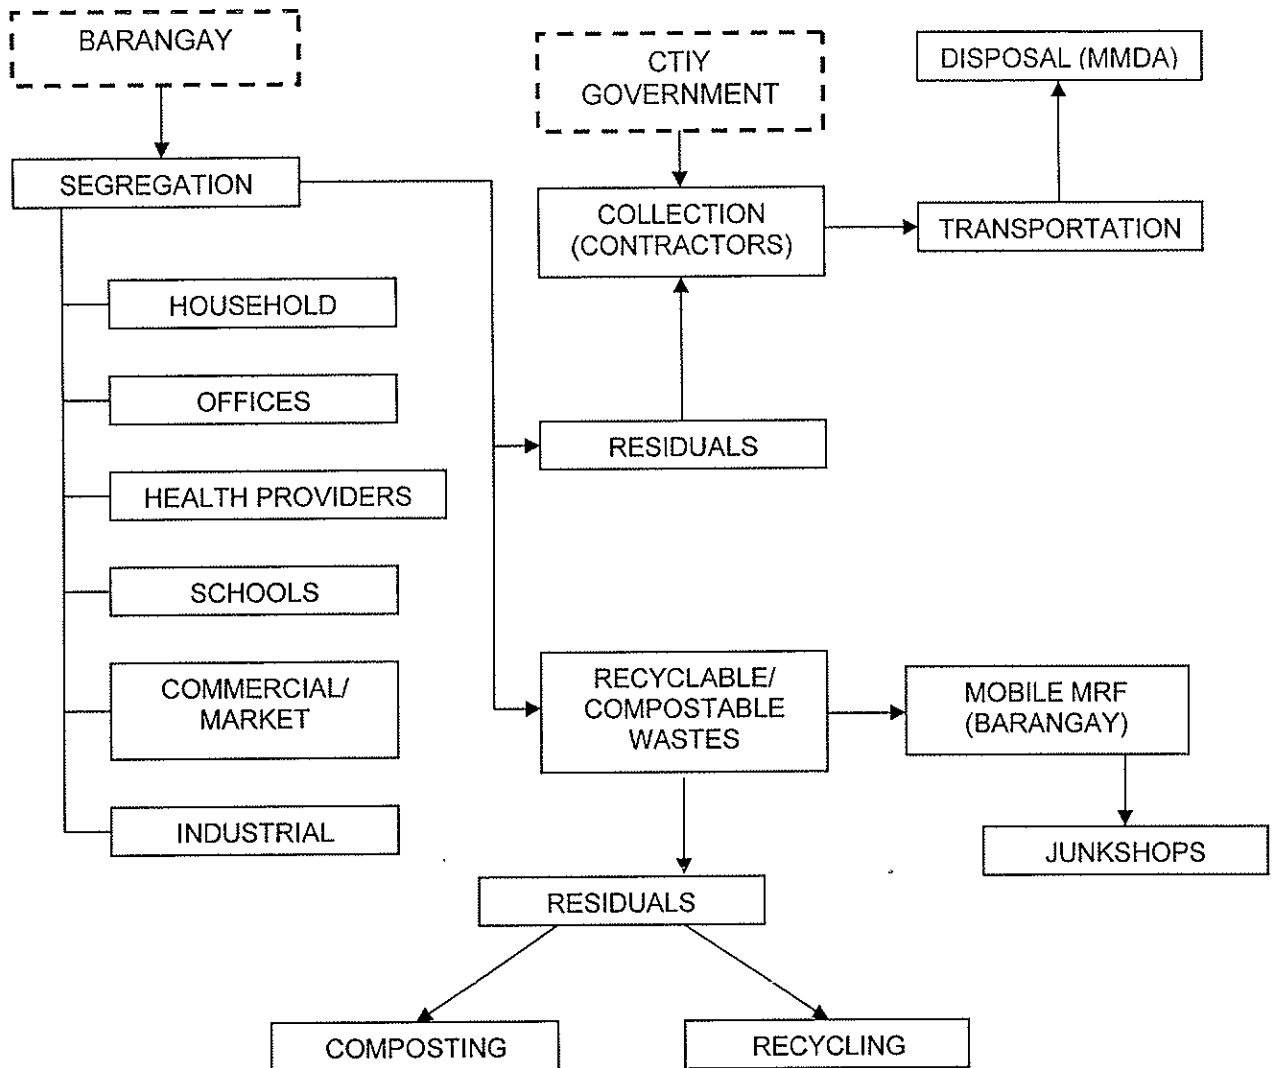 BARANGAY
CTIY
GOVERNMENT
DISPOSAL (MMDA)
SEGREGATION
COLLECTION
(CONTRACTORS)
TRANSPORTATION
HOUSEHOLD
OFFICES
HEALTH PROVIDERS
SCHOOLS
COMMERCIAL/
MARKET
INDUSTRIAL
RESIDUALS
RECYCLABLE/
COMPOSTABLE
WASTES
MOBILE MRF
(BARANGAY)
JUNKSHOPS
RESIDUALS
COMPOSTING
RECYCLING